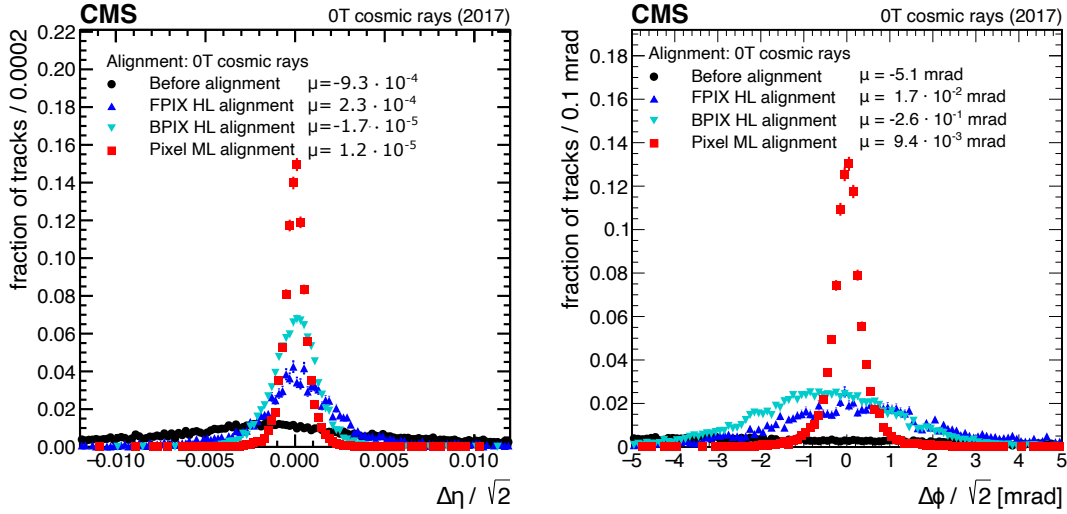 CMS 0T cosmic rays (2017)
fraction of tracks / 0.0002
0.22
0.20
0.18
0.16
0.14
0.12
0.10
0.08
0.06
0.04
0.02
0.00
Alignment: 0T cosmic rays
Before alignment μ=-9.3 · 10⁻⁴
FPIX HL alignment μ= 2.3 · 10⁻⁴
BPIX HL alignment μ=-1.7 · 10⁻⁵
Pixel ML alignment μ= 1.2 · 10⁻⁵
−0.010 −0.005 0.000 0.005 0.010
Δη / √2
CMS 0T cosmic rays (2017)
fraction of tracks / 0.1 mrad
0.18
0.16
0.14
0.12
0.1
0.08
0.06
0.04
0.02
0
Alignment: 0T cosmic rays
Before alignment μ = -5.1 mrad
FPIX HL alignment μ = 1.7 · 10⁻² mrad
BPIX HL alignment μ = -2.6 · 10⁻¹ mrad
Pixel ML alignment μ = 9.4 · 10⁻³ mrad
−5 −4 −3 −2 −1 0 1 2 3 4 5
Δϕ / √2 [mrad]